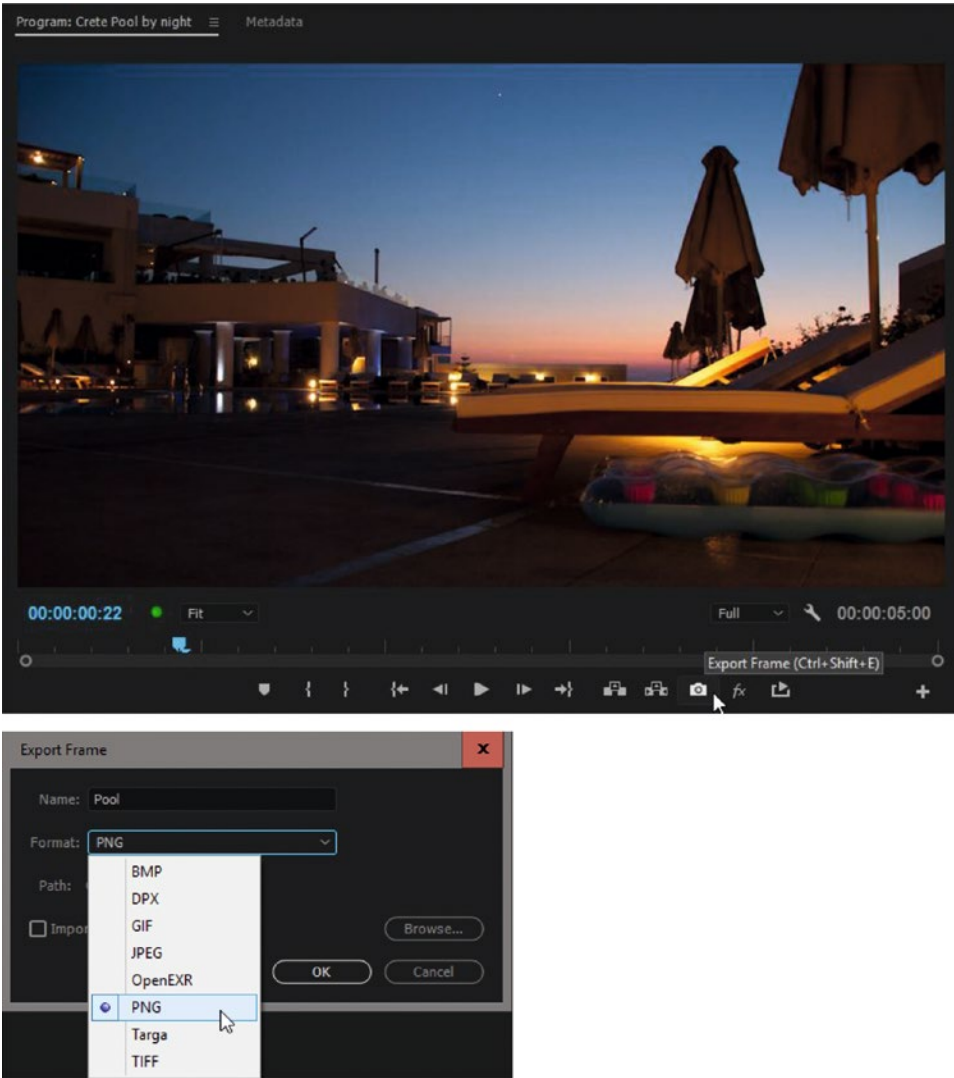 Program: Crete Pool by night Metadata
00:00:00:22 Fit Full 00:00:05:00
Export Frame (Ctrl+Shift+E)
fx
Export Frame x
Name: Pool
Format: PNG
BMP
Path:
DPX
GIF
Impor Browse...
JPEG
OK Cancel
OpenEXR
PNG
Targa
TIFF